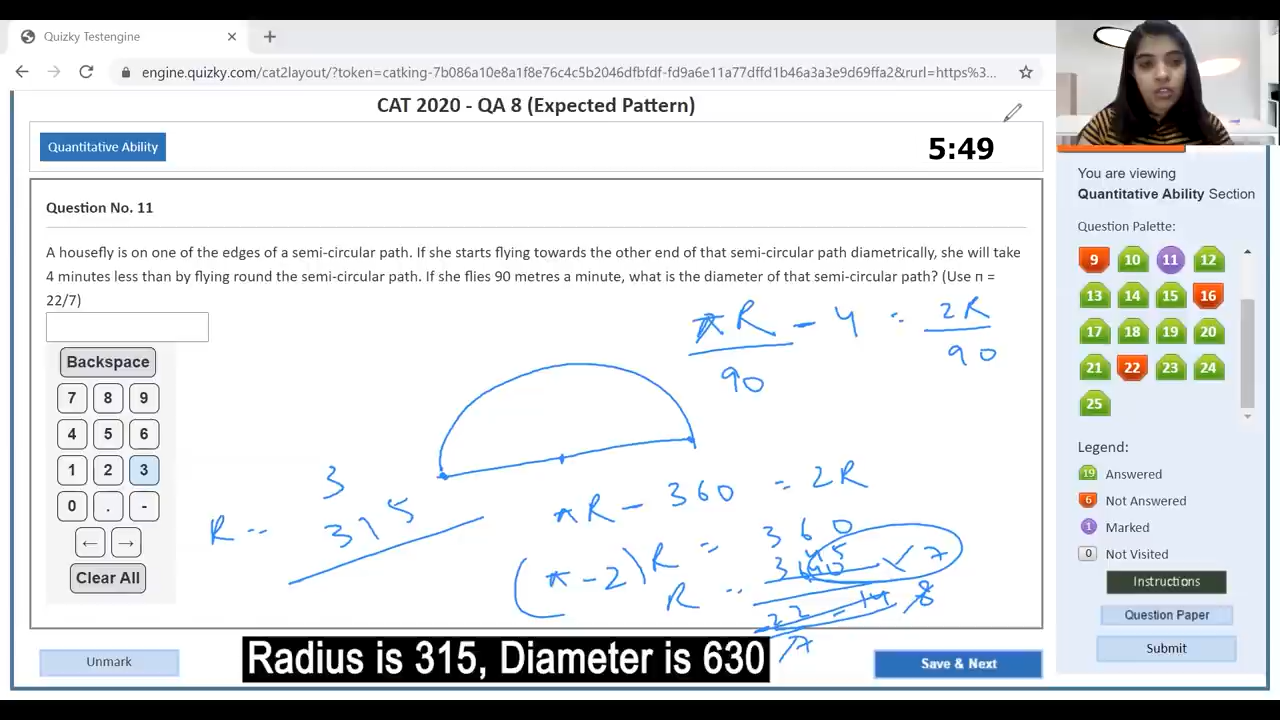 Quizky Testengine
engine.quizky.com/cat2layout/?token=catking-7b086a10e8a1f8e76c4c5b2046dfbfdf-fd9a6e11a77dffd1b46a3a3e9d69ffa2&rurl=https%3...
CAT 2020 - QA 8 (Expected Pattern)
Quantitative Ability
5:49
Question No. 11
A housefly is on one of the edges of a semi-circular path. If she starts flying towards the other end of that semi-circular path diametrically, she will take
4 minutes less than by flying round the semi-circular path. If she flies 90 metres a minute, what is the diameter of that semi-circular path? (Use п =
22/7)
πR/90 - 4 = 2R/90
Backspace
7 8 9
4 5 6
1 2 3
0 . -
← →
Clear All
πR - 360 = 2R
(π-2)R = 360
R =
3
R = 315
Radius is 315, Diameter is 630
Unmark
Save & Next
You are viewing
Quantitative Ability Section
Question Palette:
9 10 11 12
13 14 15 16
17 18 19 20
21 22 23 24
25
Legend:
19 Answered
6 Not Answered
1 Marked
0 Not Visited
Instructions
Question Paper
Submit